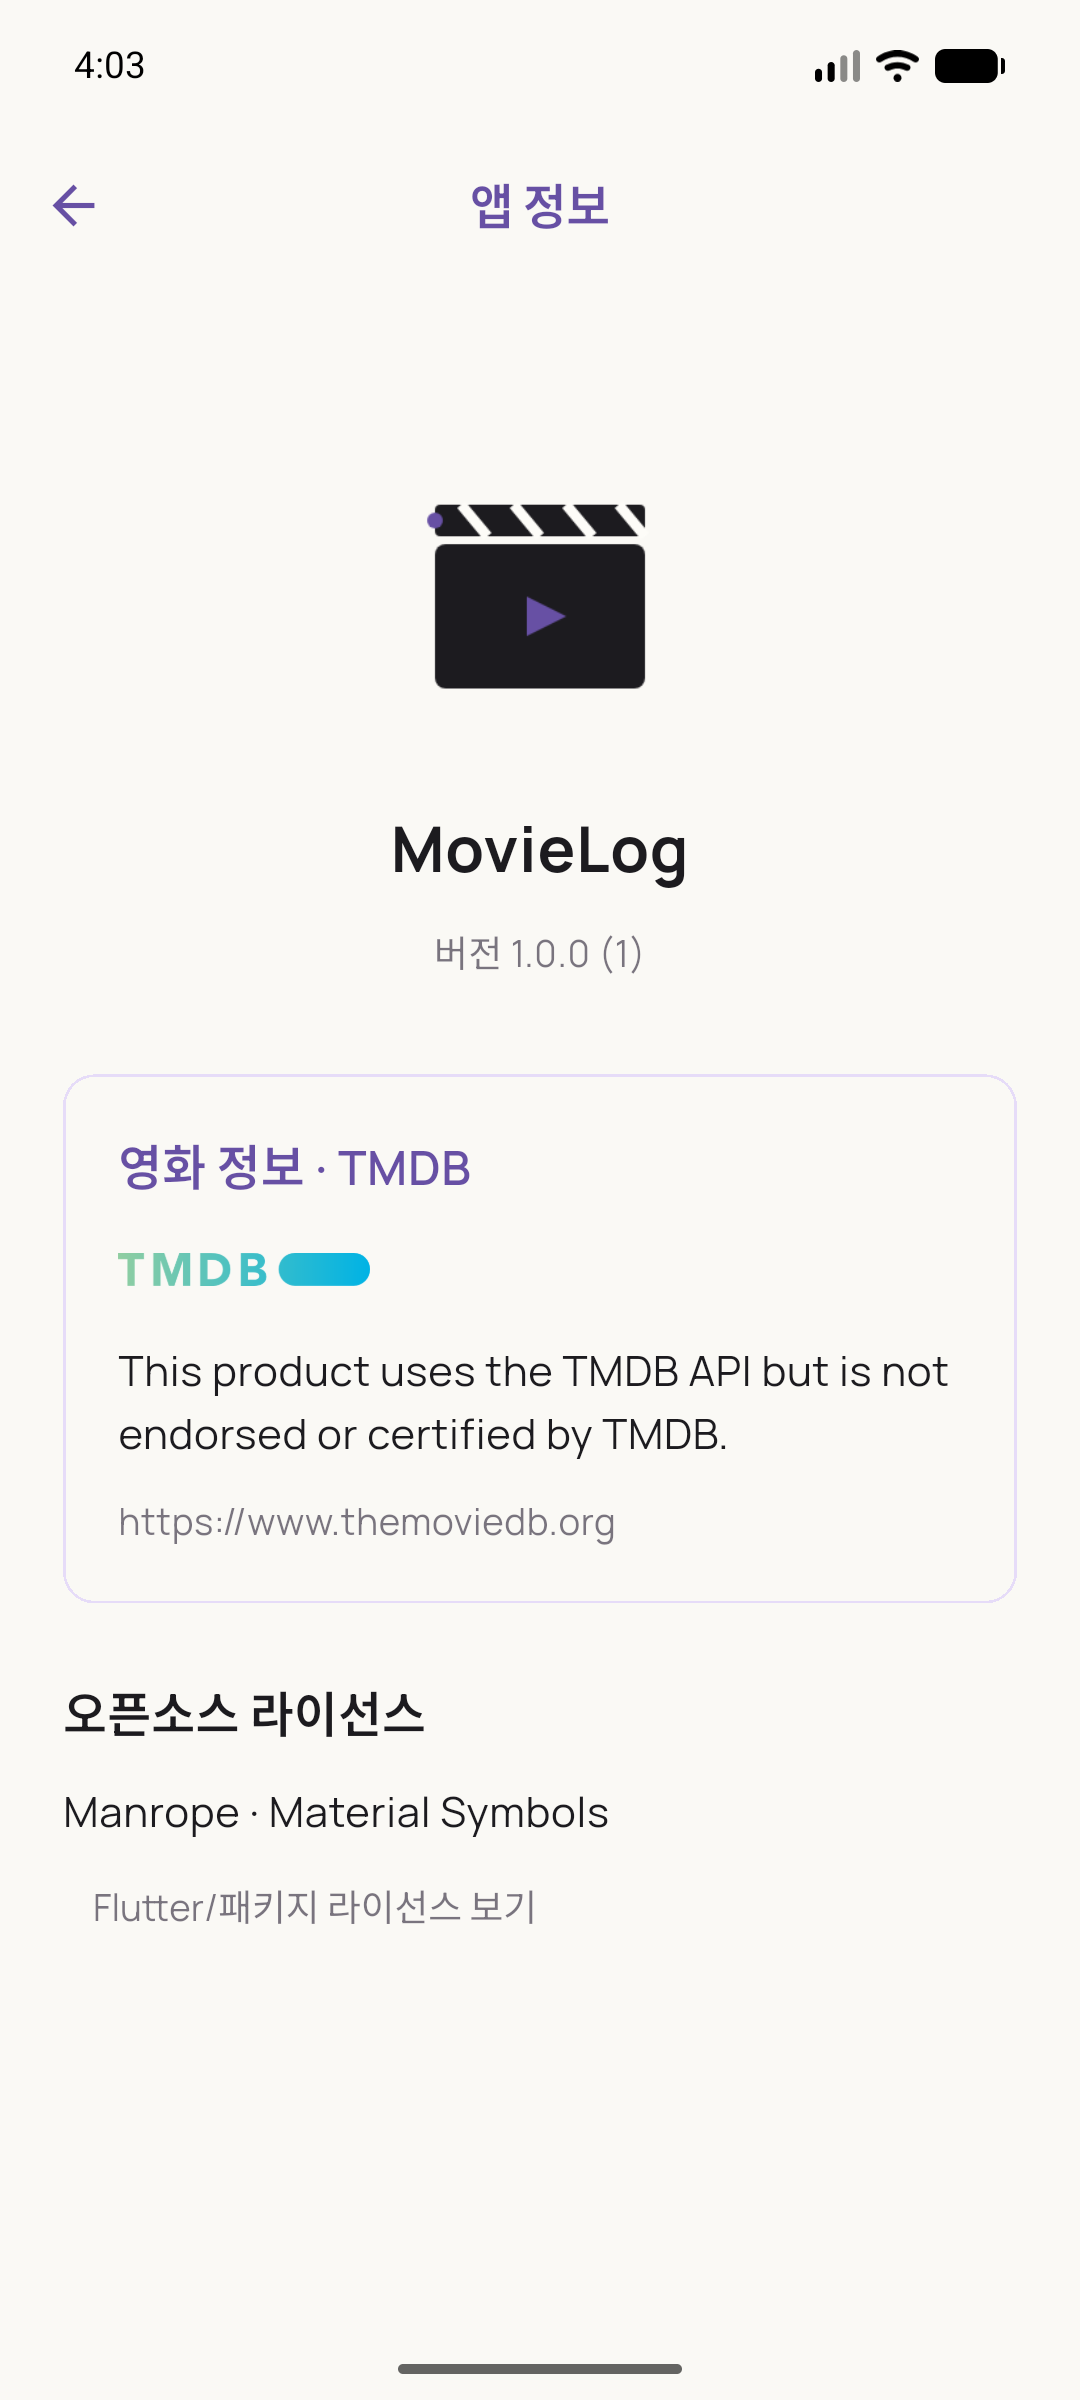 4:03
앱 정보
MovieLog
버전 1.0.0 (1)
영화 정보 · TMDB
TMDB
This product uses the TMDB API but is not
endorsed or certified by TMDB.
https://www.themoviedb.org
오픈소스 라이선스
Manrope · Material Symbols
Flutter/패키지 라이선스 보기